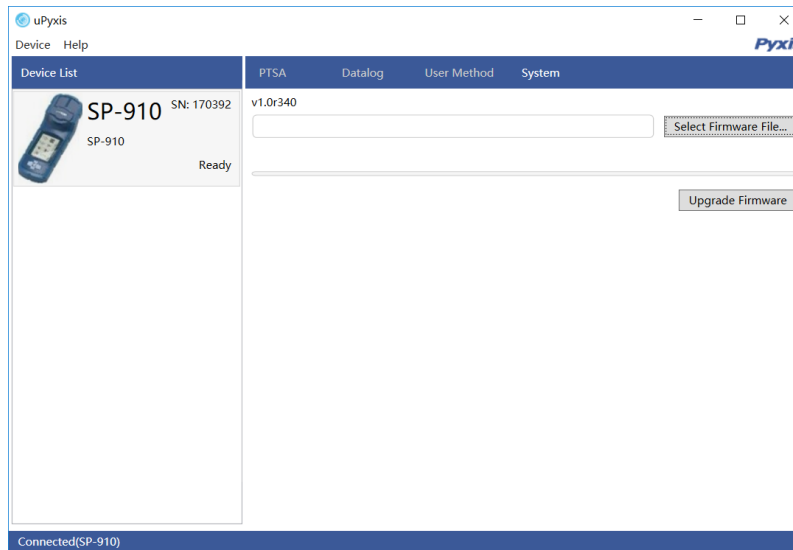 uPyxis
Device Help
Pyxi
Device List
PTSA Datalog User Method System
SP-910 SN: 170392
SP-910
Ready
v1.0r340
Select Firmware File...
Upgrade Firmware
Connected(SP-910)